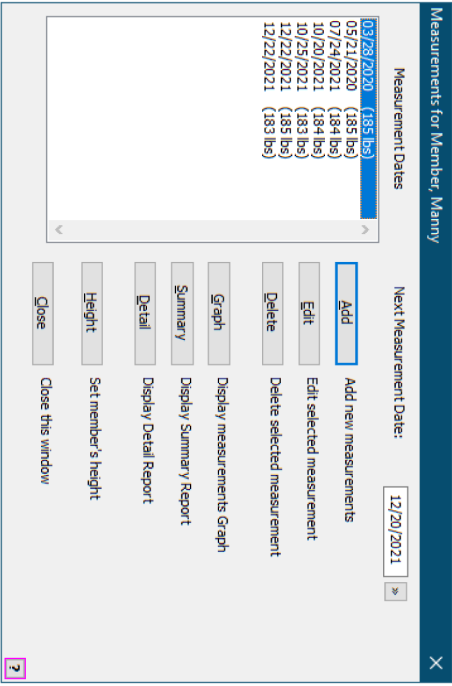 Measurements for Member, Manny
Measurement Dates
Next Measurement Date: 12/20/2021 »
03/28/2020 (185 lbs)
05/21/2020 (185 lbs)
07/24/2021 (184 lbs)
10/20/2021 (184 lbs)
10/25/2021 (183 lbs)
12/22/2021 (185 lbs)
12/22/2021 (183 lbs)
Add Add new measurements
Edit Edit selected measurement
Delete Delete selected measurement
Graph Display measurements Graph
Summary Display Summary Report
Detail Display Detail Report
Height Set member's height
Close Close this window
?